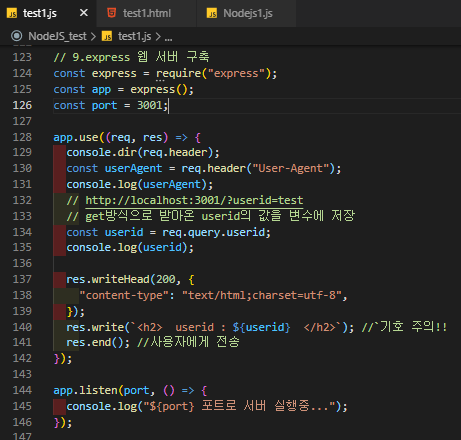 test1.js test1.html Nodejs1.js
NodeJS_test > test1.js > ...
123 // 9.express 웹 서버 구축
124 const express = require("express");
125 const app = express();
126 const port = 3001;
127
128 app.use((req, res) => {
129 console.dir(req.header);
130 const userAgent = req.header("User-Agent");
131 console.log(userAgent);
132 // http://localhost:3001/?userid=test
133 // get방식으로 받아온 userid의 값을 변수에 저장
134 const userid = req.query.userid;
135 console.log(userid);
136
137 res.writeHead(200, {
138 "content-type": "text/html;charset=utf-8",
139 });
140 res.write(`<h2>  userid : ${userid}  </h2>`); //`기호 주의!!
141 res.end(); //사용자에게 전송
142 });
143
144 app.listen(port, () => {
145 console.log("${port} 포트로 서버 실행중...");
146 });
147